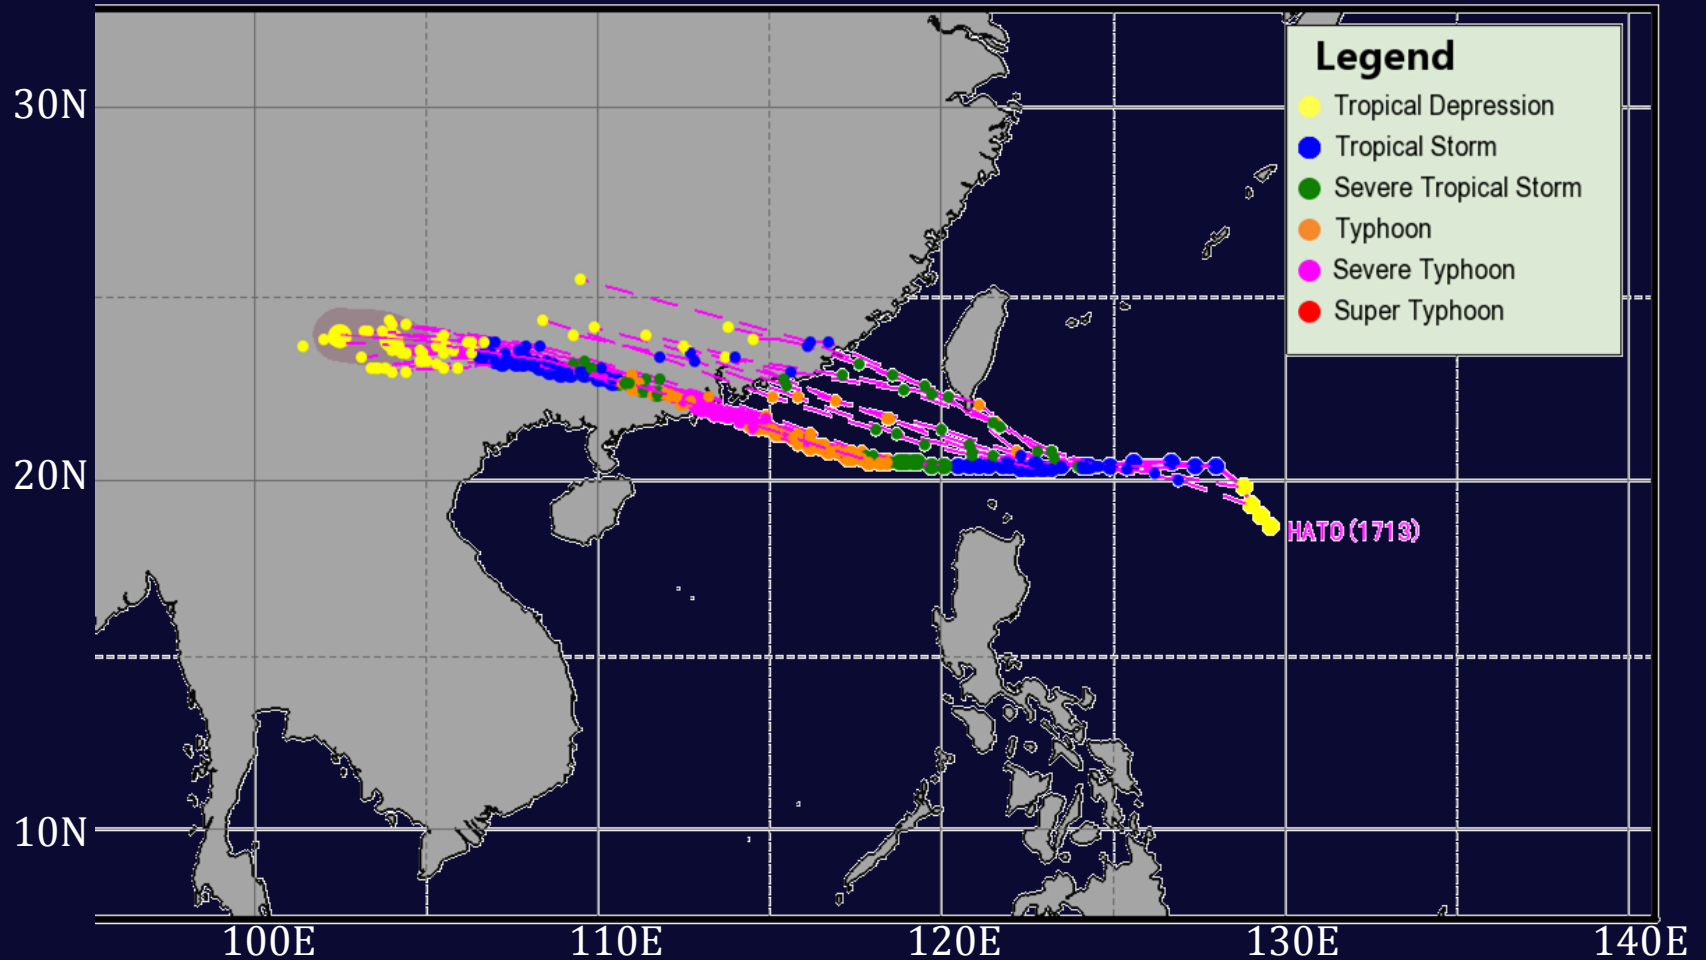 Legend
Tropical Depression
Tropical Storm
Severe Tropical Storm
Typhoon
Severe Typhoon
Super Typhoon
30N
20N
HATO(1713)
10N
100E 110E 120E 130E 140E